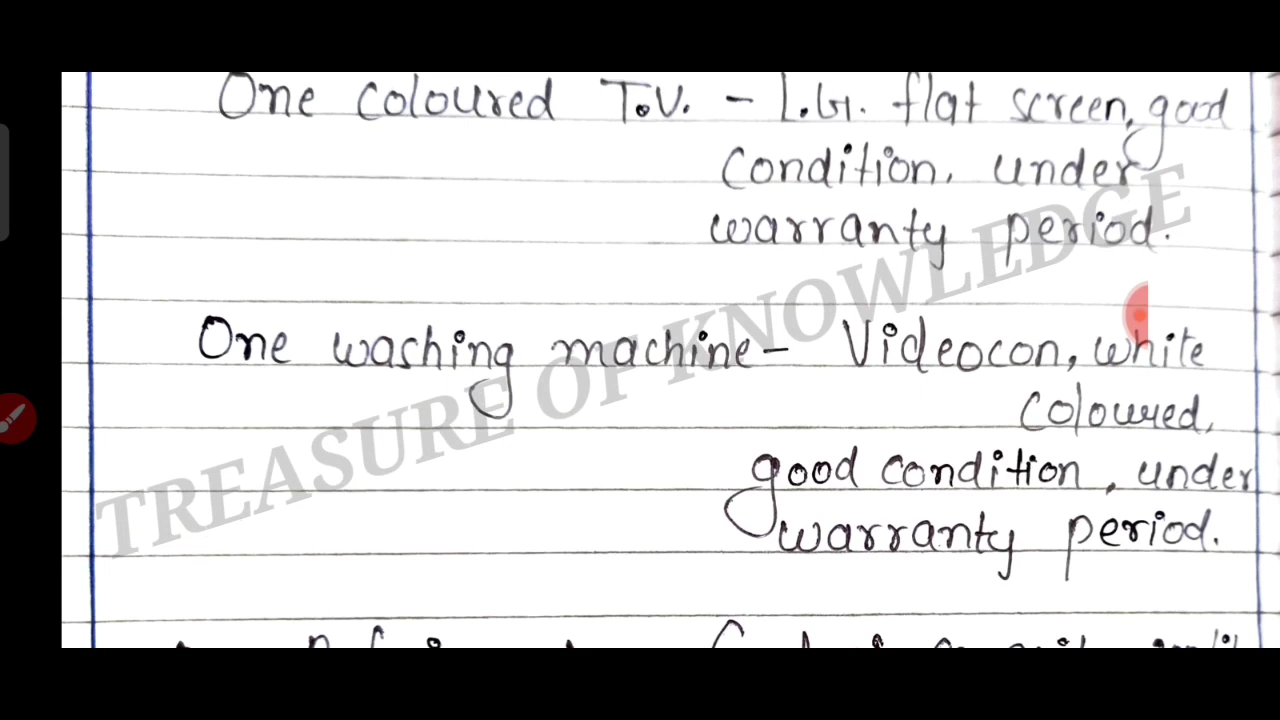 One coloured T.V. - L.G. flat screen, good
condition, under
warranty period.
One washing machine - Videocon, white
coloured,
good condition, under
warranty period.
TREASURE OF KNOWLEDGE